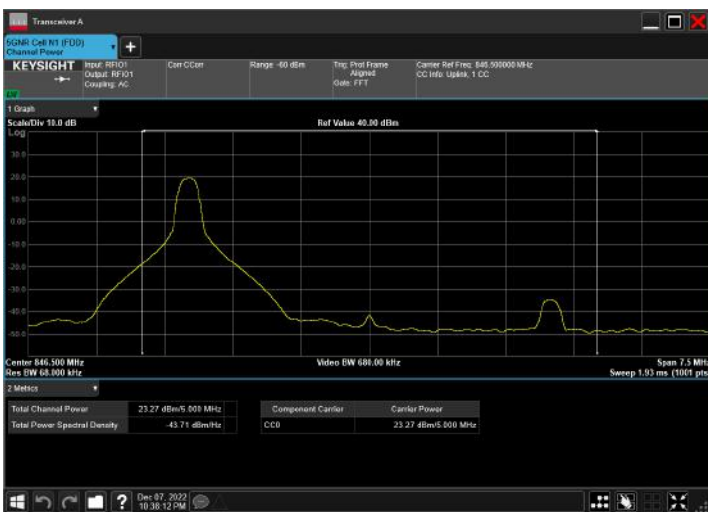 Transceiver A
5GNR Cell N1 (FDD)
Channel Power
KEYSIGHT
Input: RFIO1
Output: RFIO1
Coupling: AC
Corr CCorr
Range: -60 dBm
Trig: Prot Frame
Aligned
Gate: FFT
Carrier Ref Freq: 846.500000 MHz
CC Info: Uplink, 1 CC
1 Graph
Scale/Div 10.0 dB
Ref Value 40.00 dBm
Log
30.0
20.0
10.0
0.00
-10.0
-20.0
-30.0
-40.0
-50.0
Center 846.500 MHz
Video BW 680.00 kHz
Span 7.5 MHz
Res BW 68.000 kHz
Sweep 1.93 ms (1001 pts
2 Metrics
Total Channel Power 23.27 dBm/5.000 MHz
Total Power Spectral Density -43.71 dBm/Hz
Component Carrier Carrier Power
CC0 23.27 dBm/5.000 MHz
?
Dec 07, 2022
10:38:12 PM